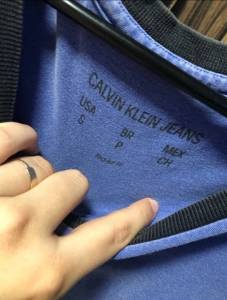 CALVIN KLEIN JEANS
USA BR MEX
S P CH